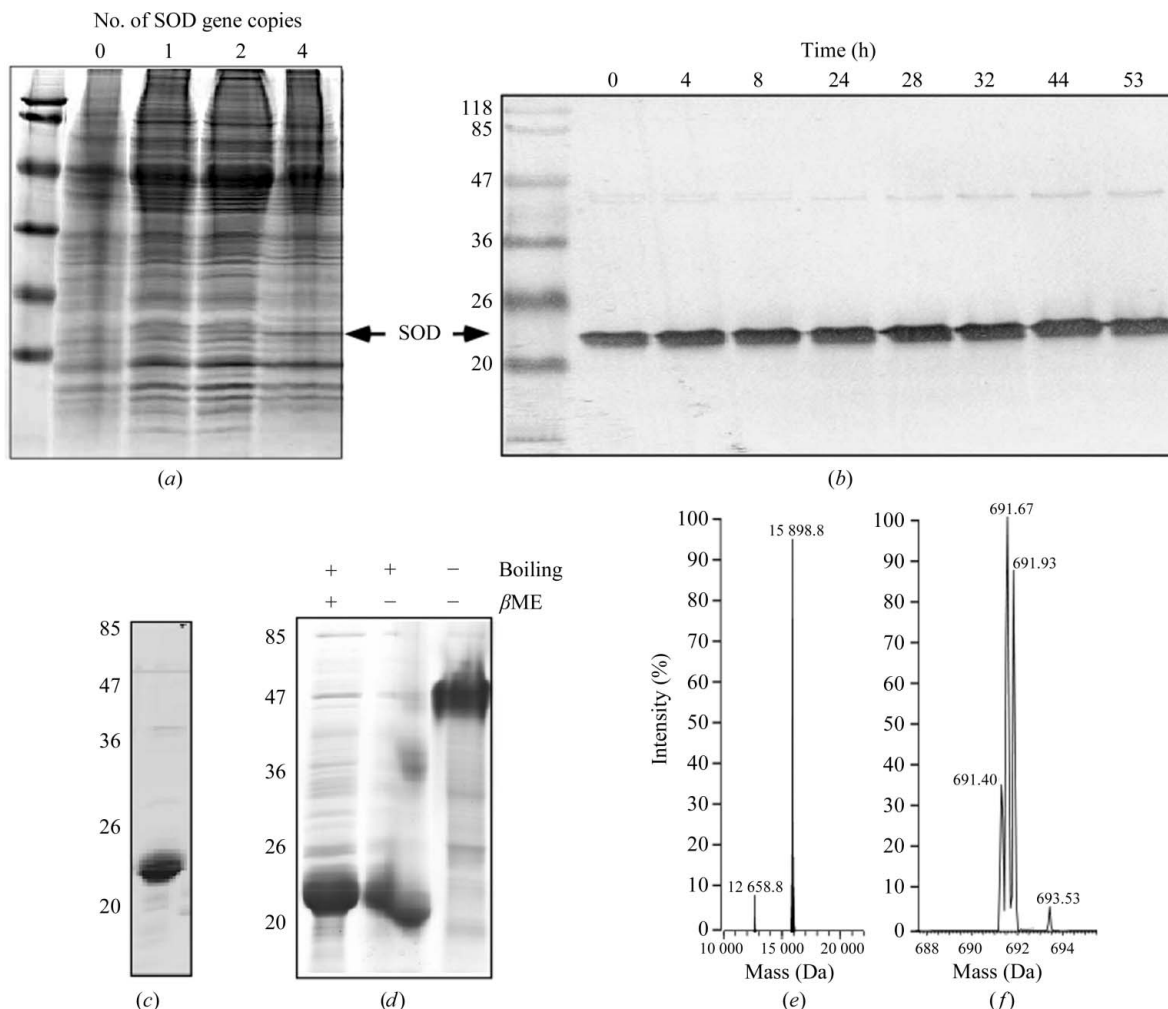 No. of SOD gene copies
0 1 2 4
SOD
(a)
Time (h)
0 4 8 24 28 32 44 53
118
85
47
36
26
20
(b)
85
47
36
26
20
(c)
+ + − Boiling
+ − − βME
85
47
36
26
20
(d)
Intensity (%)
100
90
80
70
60
50
40
30
20
10
0
15 898.8
12 658.8
10 000 15 000 20 000
Mass (Da)
(e)
100
90
80
70
60
50
40
30
20
10
0
691.67
691.93
691.40
693.53
688 690 692 694
Mass (Da)
(f)